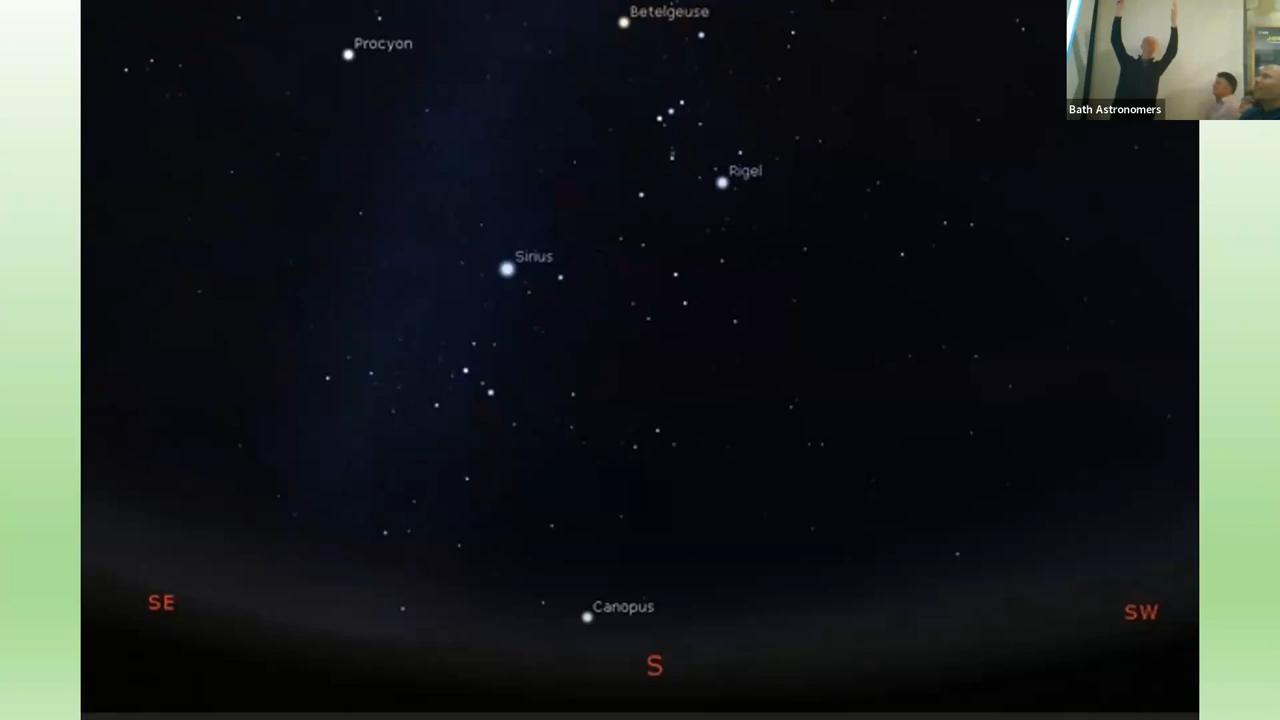 Betelgeuse
Procyon
Bath Astronomers
Rigel
Sirius
SE
Canopus
SW
S